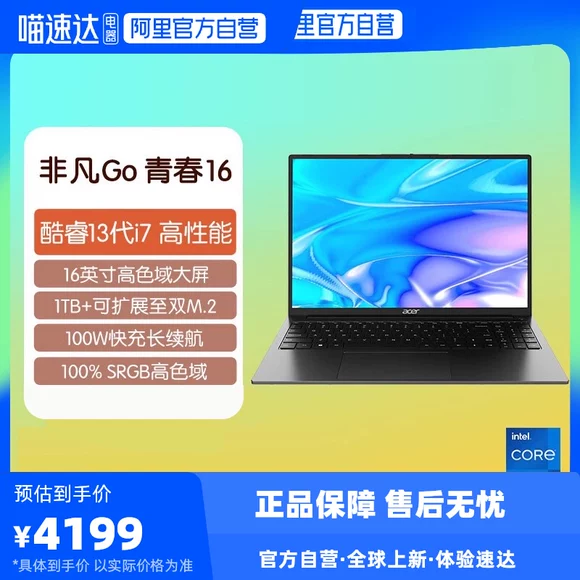 喵速达电器 阿里官方自营
里官方自营
非凡Go 青春16
酷睿13代i7 高性能
16英寸高色域大屏
1TB+可扩展至双M.2
100W快充长续航
100% SRGB高色域
acer
intel
CORE
预估到手价
¥4199
*具体到手价 以实际价格为准
正品保障 售后无忧
官方自营·全球上新·体验速达